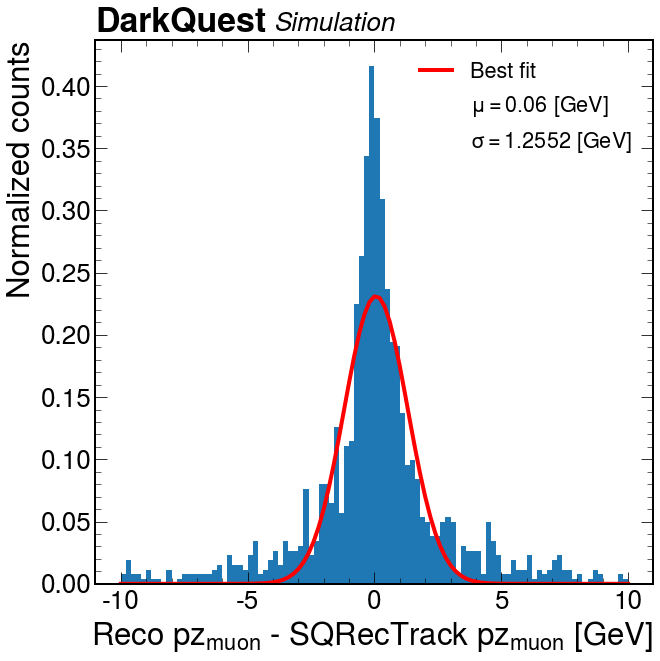 DarkQuest Simulation
Normalized counts
0.40
0.35
0.30
0.25
0.20
0.15
0.10
0.05
0.00
Best fit
μ = 0.06 [GeV]
σ = 1.2552 [GeV]
-10 -5 0 5 10
Reco pz_muon - SQRecTrack pz_muon [GeV]